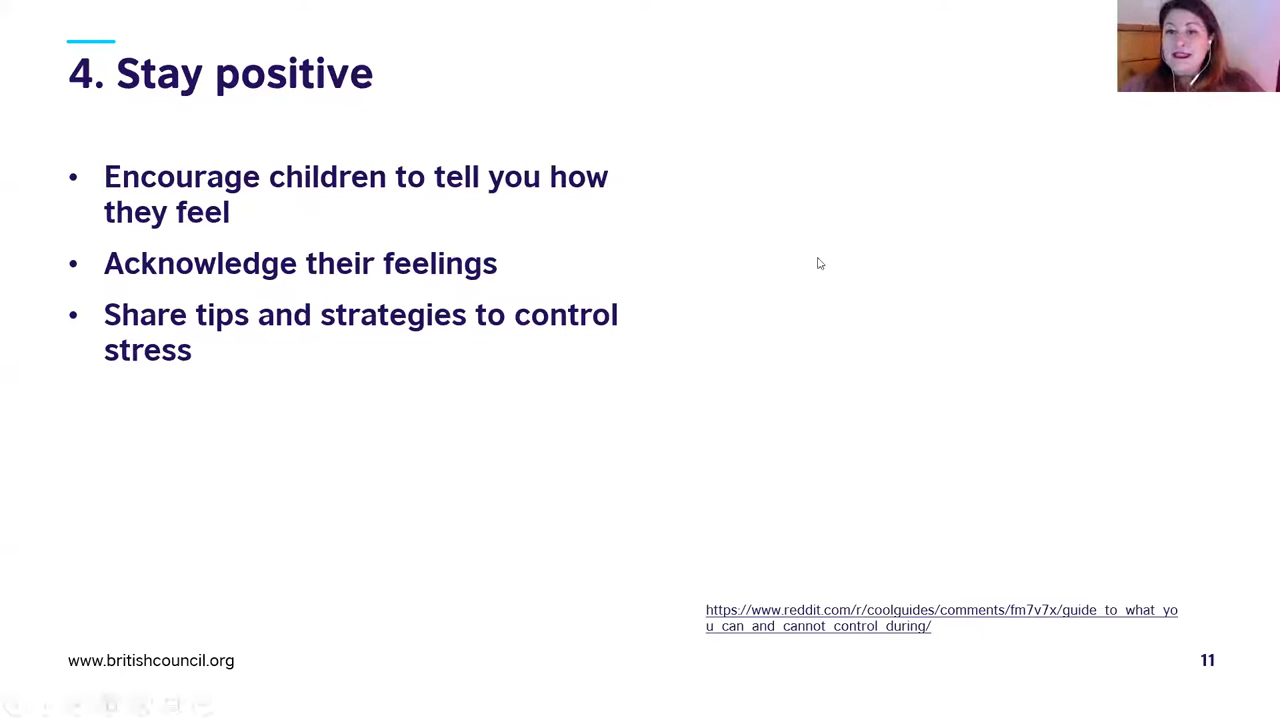 4. Stay positive
• Encourage children to tell you how
they feel
• Acknowledge their feelings
• Share tips and strategies to control
stress
https://www.reddit.com/r/coolguides/comments/fm7v7x/guide_to_what_yo
u_can_and_cannot_control_during/
www.britishcouncil.org
11